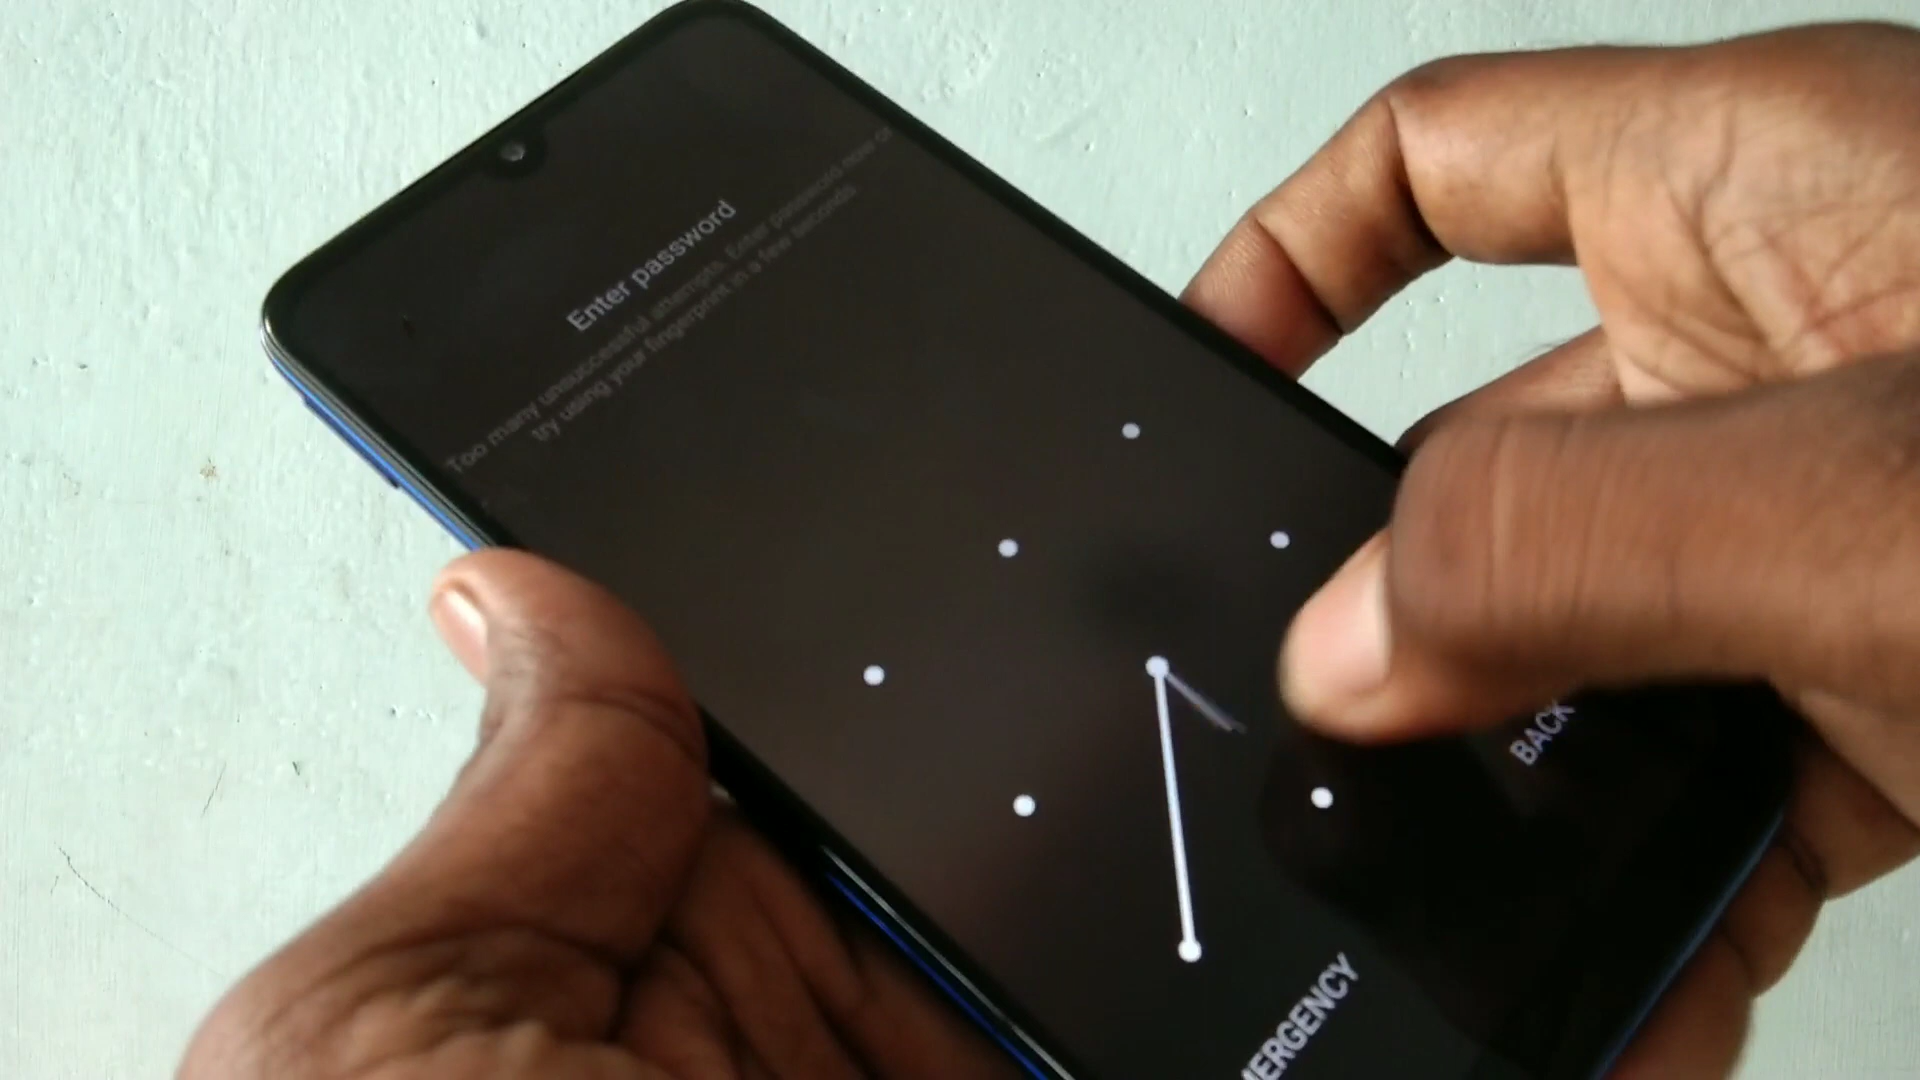 Enter password
Too many unsuccessful attempts. Enter password now or
try using your fingerprint in a few seconds
BACK
MERGENCY